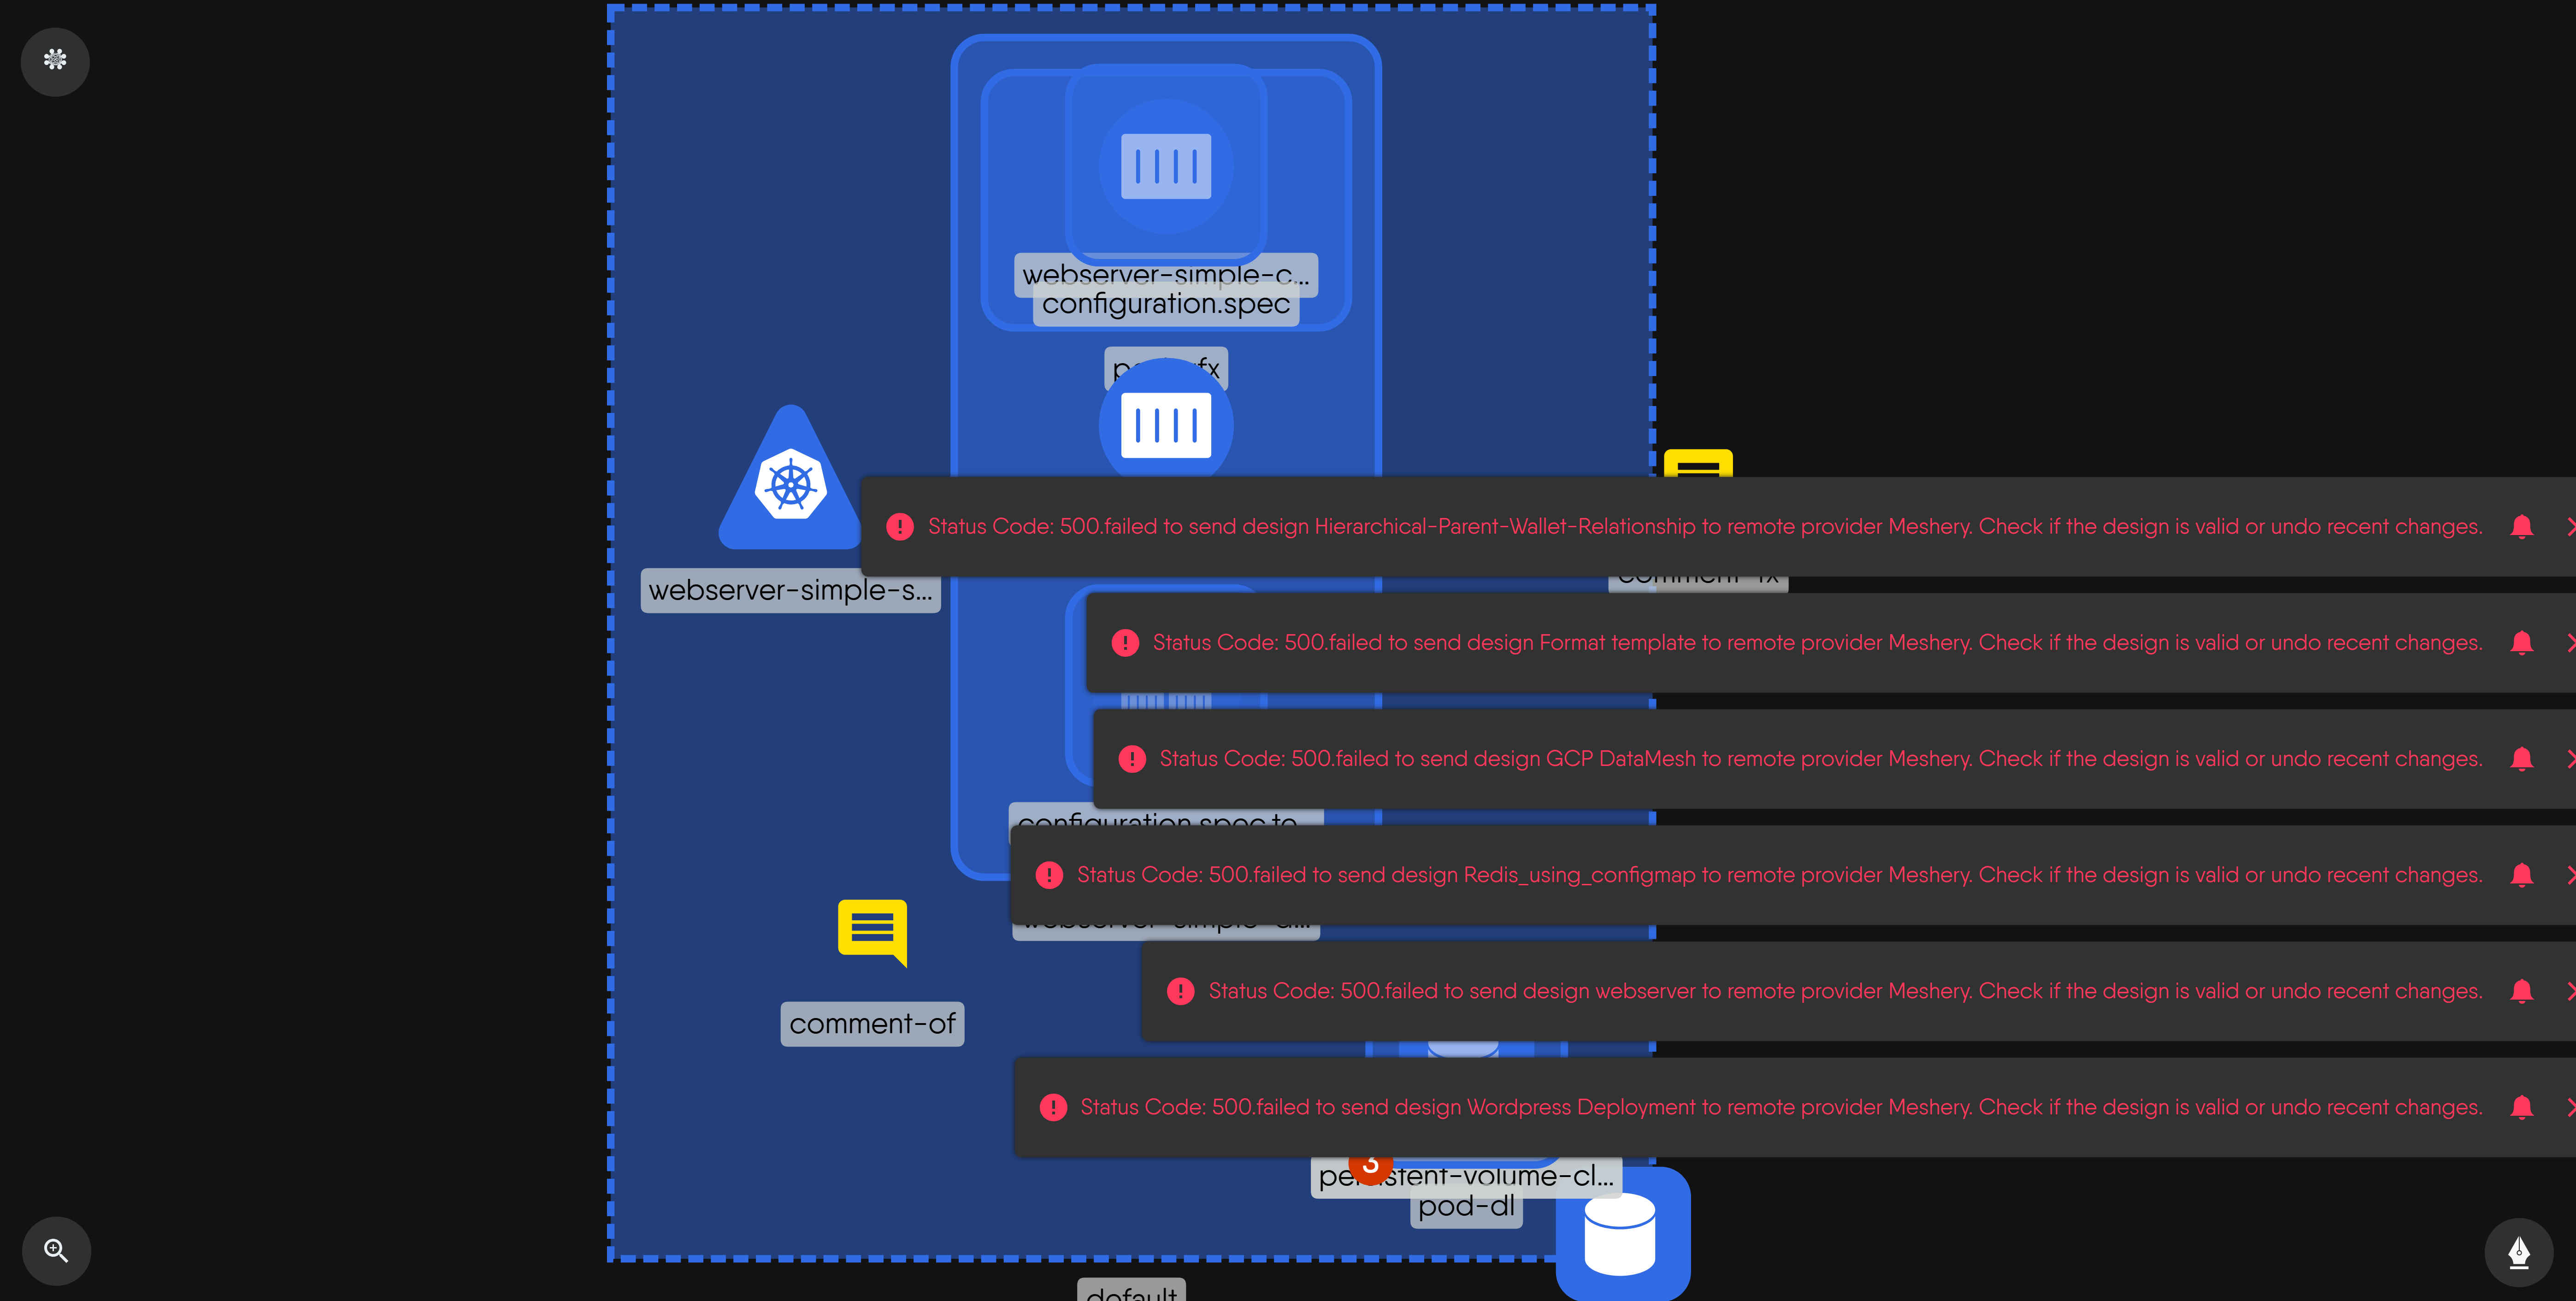 webserver-simple-c...
configuration.spec
webserver-simple-s...
Status Code: 500.failed to send design Hierarchical-Parent-Wallet-Relationship to remote provider Meshery. Check if the design is valid or undo recent changes.
Status Code: 500.failed to send design Format template to remote provider Meshery. Check if the design is valid or undo recent changes.
Status Code: 500.failed to send design GCP DataMesh to remote provider Meshery. Check if the design is valid or undo recent changes.
configuration.spec.te...
Status Code: 500.failed to send design Redis_using_configmap to remote provider Meshery. Check if the design is valid or undo recent changes.
Status Code: 500.failed to send design webserver to remote provider Meshery. Check if the design is valid or undo recent changes.
comment-of
Status Code: 500.failed to send design Wordpress Deployment to remote provider Meshery. Check if the design is valid or undo recent changes.
3
persistent-volume-cl...
pod-dl
default